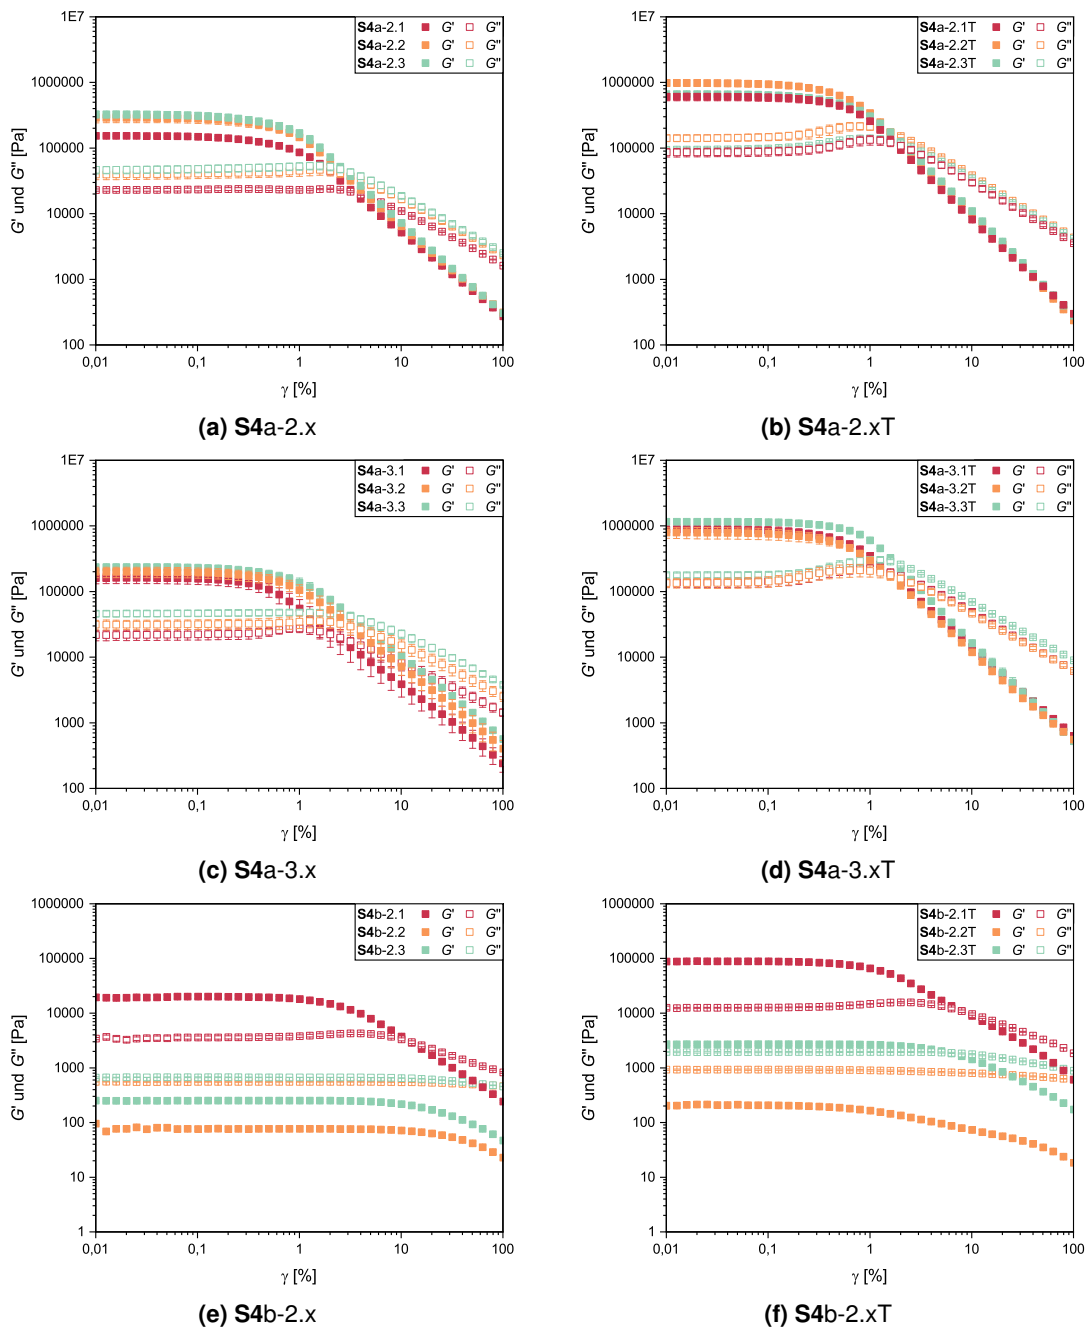 1E7
1000000
100000
10000
1000
100
G' und G" [Pa]
0,01 0,1 1 10 100
γ [%]
S4a-2.1 G' G"
S4a-2.2 G' G"
S4a-2.3 G' G"
(a) S4a-2.x
1E7
1000000
100000
10000
1000
100
G' und G" [Pa]
0,01 0,1 1 10 100
γ [%]
S4a-2.1T G' G"
S4a-2.2T G' G"
S4a-2.3T G' G"
(b) S4a-2.xT
1E7
1000000
100000
10000
1000
100
G' und G" [Pa]
0,01 0,1 1 10 100
γ [%]
S4a-3.1 G' G"
S4a-3.2 G' G"
S4a-3.3 G' G"
(c) S4a-3.x
1E7
1000000
100000
10000
1000
100
G' und G" [Pa]
0,01 0,1 1 10 100
γ [%]
S4a-3.1T G' G"
S4a-3.2T G' G"
S4a-3.3T G' G"
(d) S4a-3.xT
1000000
100000
10000
1000
100
10
1
G' und G" [Pa]
0,01 0,1 1 10 100
γ [%]
S4b-2.1 G' G"
S4b-2.2 G' G"
S4b-2.3 G' G"
(e) S4b-2.x
1000000
100000
10000
1000
100
10
1
G' und G" [Pa]
0,01 0,1 1 10 100
γ [%]
S4b-2.1T G' G"
S4b-2.2T G' G"
S4b-2.3T G' G"
(f) S4b-2.xT